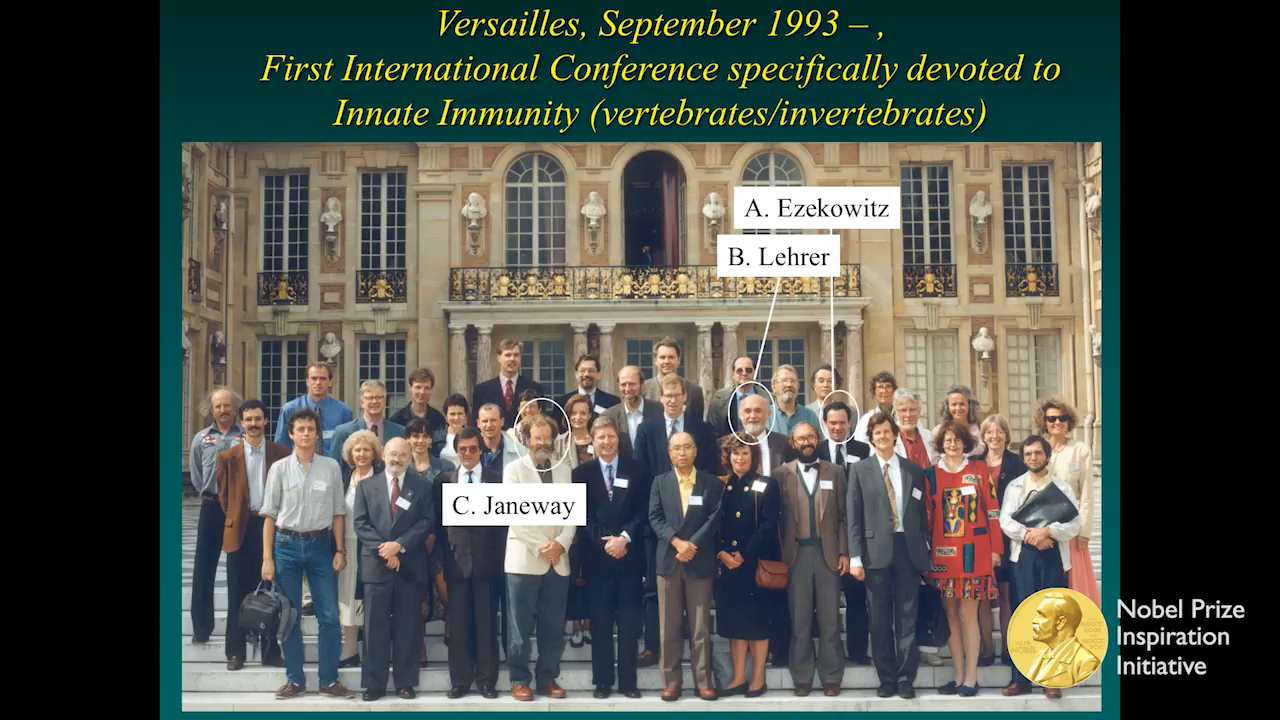 Versailles, September 1993 – ,
First International Conference specifically devoted to
Innate Immunity (vertebrates/invertebrates)
A. Ezekowitz
B. Lehrer
C. Janeway
Nobel Prize
Inspiration
Initiative